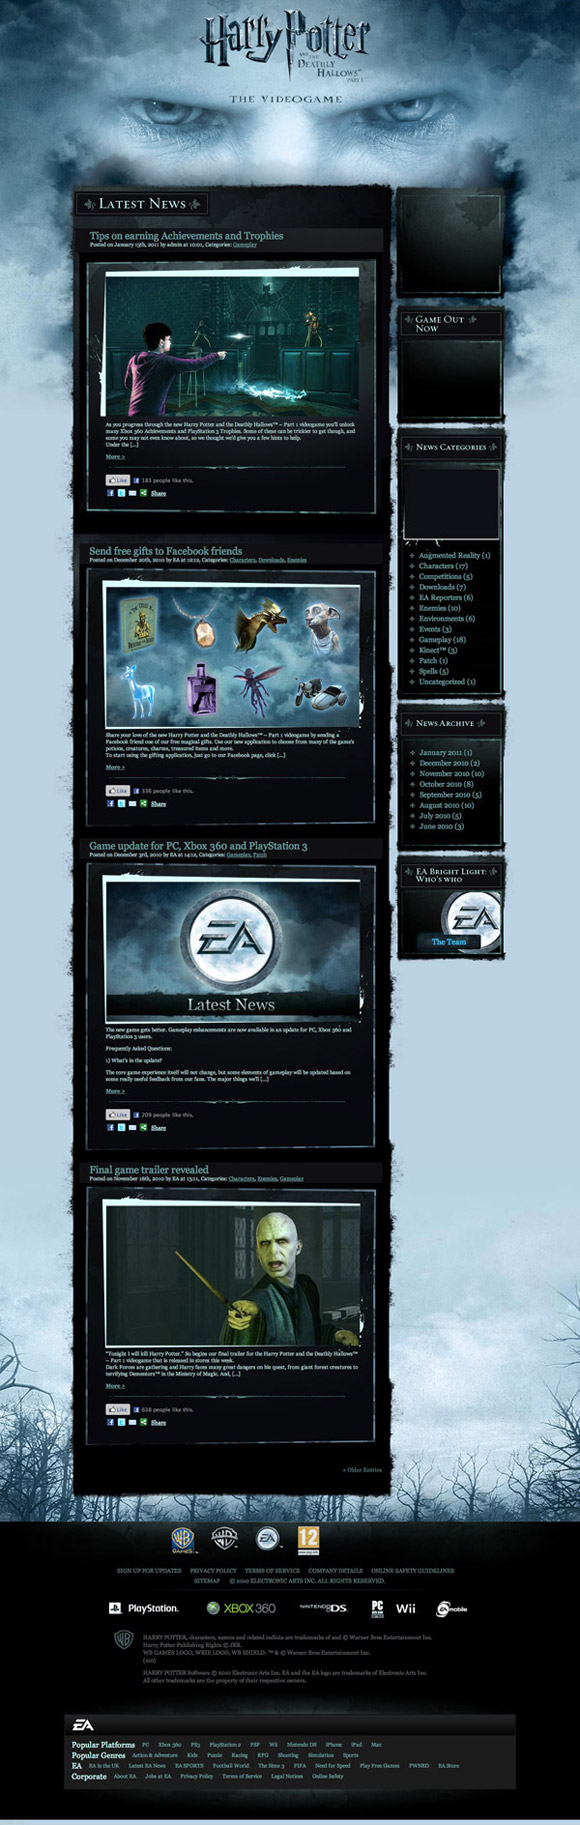 Harry Potter
AND THE
DEATHLY
HALLOWS™
PART 1
THE VIDEOGAME
LATEST NEWS
Tips on earning Achievements and Trophies
Posted on January 13th, 2011 by admin at 10:01, Categories: Gameplay
As you progress through the new Harry Potter and the Deathly Hallows™ – Part 1 videogame you'll unlock
many Xbox 360 Achievements and PlayStation 3 Trophies. Some of these can be trickier to get though, and
some you may not even know about, so we thought we'd give you a few hints to help.
Under the [...]
More >
Like 183 people like this.
Share
Send free gifts to Facebook friends
Posted on December 20th, 2010 by EA at 12:12, Categories: Characters, Downloads, Enemies
Share your love of the new Harry Potter and the Deathly Hallows™ – Part 1 videogame by sending a
Facebook friend one of our free magical gifts. Use our new application to choose from many of the game's
potions, creatures, charms, treasured items and more.
To start using the gifting application, just go to our Facebook page, click [...]
More >
Like 336 people like this.
Share
Game update for PC, Xbox 360 and PlayStation 3
Posted on December 3rd, 2010 by EA at 14:12, Categories: Gameplay, Patch
EA
Latest News
The new game gets better. Gameplay enhancements are now available in an update for PC, Xbox 360 and
PlayStation 3 users.
Frequently Asked Questions:
1) What's in the update?
The core game experience itself will not change, but some elements of gameplay will be updated based on
some really useful feedback from our fans. The major things we'll [...]
More >
Like 209 people like this.
Share
Final game trailer revealed
Posted on November 16th, 2010 by EA at 13:11, Categories: Characters, Enemies, Gameplay
"Tonight I will kill Harry Potter." So begins our final trailer for the Harry Potter and the Deathly Hallows™
– Part 1 videogame that is released in stores this week.
Dark Forces are gathering and Harry faces many great dangers on his quest, from giant forest creatures to
terrifying Dementors™ in the Ministry of Magic. And, [...]
More >
Like 638 people like this.
Share
« Older Entries
GAME OUT
NOW
NEWS CATEGORIES
Augmented Reality (1)
Characters (17)
Competitions (5)
Downloads (7)
EA Reporters (6)
Enemies (10)
Environments (6)
Events (3)
Gameplay (18)
Kinect™ (3)
Patch (1)
Spells (5)
Uncategorized (1)
NEWS ARCHIVE
January 2011 (1)
December 2010 (2)
November 2010 (10)
October 2010 (8)
September 2010 (5)
August 2010 (10)
July 2010 (5)
June 2010 (3)
EA BRIGHT LIGHT:
WHO'S WHO
EA
The Team
WB GAMES™ WB EA™ 12
SIGN UP FOR UPDATES PRIVACY POLICY TERMS OF SERVICE COMPANY DETAILS ONLINE SAFETY GUIDELINES
SITEMAP © 2010 ELECTRONIC ARTS INC. ALL RIGHTS RESERVED.
PlayStation. XBOX 360 NINTENDO DS PC Wii EA mobile
HARRY POTTER, characters, names and related indicia are trademarks of and © Warner Bros Entertainment Inc.
Harry Potter Publishing Rights © JKR.
WB GAMES LOGO, WBIE LOGO, WB SHIELD: ™ & © Warner Bros Entertainment Inc.
(s10)
HARRY POTTER Software © 2010 Electronic Arts Inc. EA and the EA logo are trademarks of Electronic Arts Inc.
All other trademarks are the property of their respective owners.
EA
Popular Platforms PC Xbox 360 PS3 PlayStation 2 PSP Wii Nintendo DS iPhone iPad Mac
Popular Genres Action & Adventure Kids Puzzle Racing RPG Shooting Simulation Sports
EA EA in the UK Latest EA News EA SPORTS Football World The Sims 3 FIFA Need for Speed Play Free Games PWNED EA Store
Corporate About EA Jobs at EA Privacy Policy Terms of Service Legal Notices Online Safety